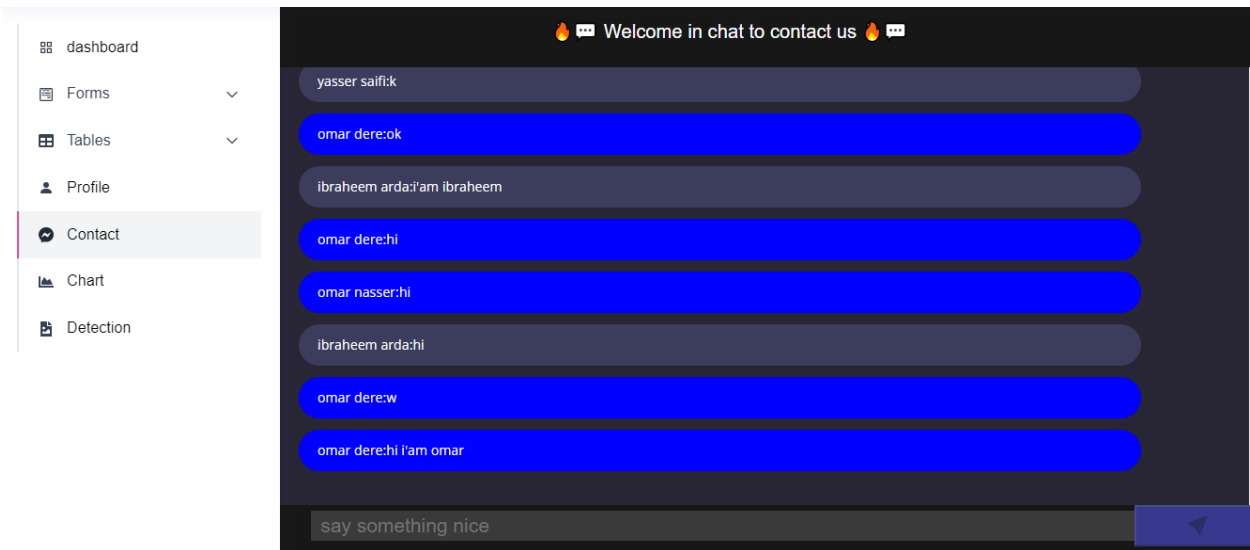 dashboard
Forms
Tables
Profile
Contact
Chart
Detection
🔥 💬 Welcome in chat to contact us 🔥 💬
yasser saifi:k
omar dere:ok
ibraheem arda:i'am ibraheem
omar dere:hi
omar nasser:hi
ibraheem arda:hi
omar dere:w
omar dere:hi i'am omar
say something nice